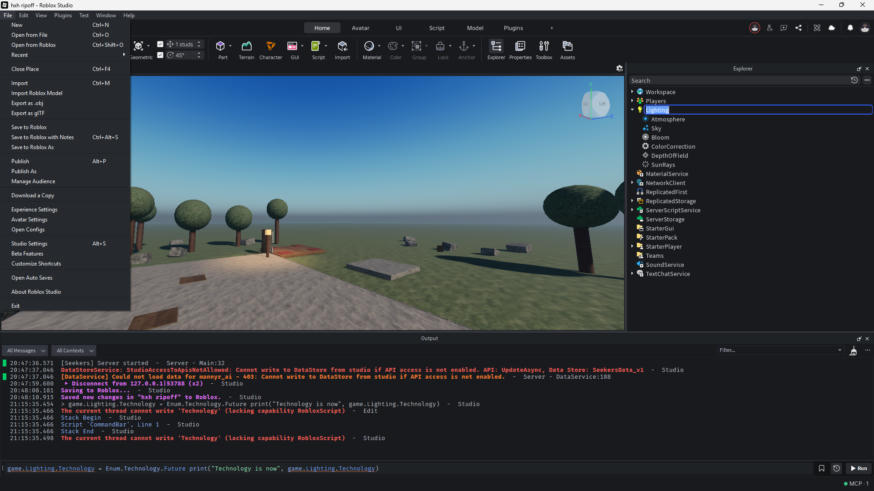 hxh ripoff - Roblox Studio
File Edit View Plugins Test Window Help
Home Avatar UI Script Model Plugins +
New Ctrl+N
Open from File Ctrl+O
Open from Roblox Ctrl+Shift+O
Recent
Close Place Ctrl+F4
Import Ctrl+M
Import Roblox Model
Export as .obj
Export as glTF
Save to Roblox
Save to Roblox with Notes Ctrl+Alt+S
Save to Roblox As
Publish Alt+P
Publish As
Manage Audience
Download a Copy
Experience Settings
Avatar Settings
Open Configs
Studio Settings Alt+S
Beta Features
Customize Shortcuts
Open Auto Saves
About Roblox Studio
Exit
Geometric
1 studs
45°
Part Terrain Character GUI Script Import Material Color Group Lock Anchor Explorer Properties Toolbox Assets
Explorer
Search
Workspace
Players
Lighting
Atmosphere
Sky
Bloom
ColorCorrection
DepthOfField
SunRays
MaterialService
NetworkClient
ReplicatedFirst
ReplicatedStorage
ServerScriptService
ServerStorage
StarterGui
StarterPack
StarterPlayer
Teams
SoundService
TextChatService
Output
All Messages All Contexts Filter...
20:47:36.571 [Seekers] Server started - Server - Main:32
20:47:37.046 DataStoreService: StudioAccessToApisNotAllowed: Cannot write to DataStore from studio if API access is not enabled. API: UpdateAsync, Data Store: SeekersData_v1 - Studio
20:47:37.046 [DataService] Could not load data for mannyr_ai - 403: Cannot write to DataStore from studio if API access is not enabled. - Server - DataService:188
20:47:59.600 Disconnect from 127.0.0.1|53788 (x2) - Studio
20:48:06.181 Saving to Roblox... - Studio
20:48:10.915 Saved new changes in "hxh ripoff" to Roblox. - Studio
21:15:35.454 > game.Lighting.Technology = Enum.Technology.Future print("Technology is now", game.Lighting.Technology) - Studio
21:15:35.466 The current thread cannot write 'Technology' (lacking capability RobloxScript) - Edit
21:15:35.466 Stack Begin - Studio
21:15:35.466 Script 'CommandBar', Line 1 - Studio
21:15:35.466 Stack End - Studio
21:15:35.498 The current thread cannot write 'Technology' (lacking capability RobloxScript) - Studio
game.Lighting.Technology = Enum.Technology.Future print("Technology is now", game.Lighting.Technology)
Run
MCP · 1